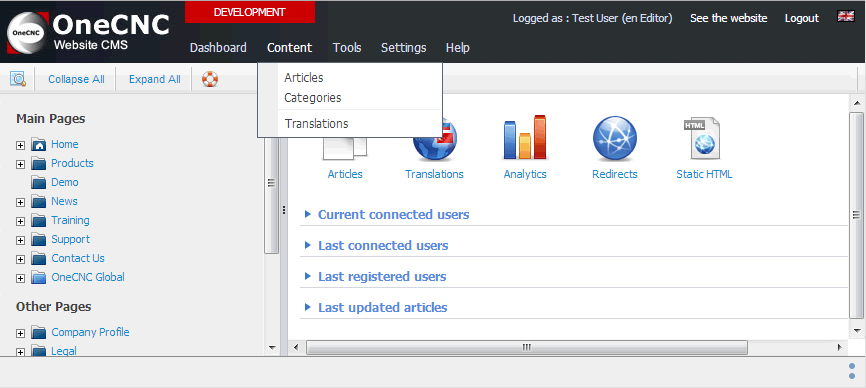 DEVELOPMENT
OneCNC
OneCNC
Website CMS
Logged as : Test User (en Editor) See the website Logout
Dashboard Content Tools Settings Help
Collapse All Expand All
Articles
Categories
Translations
Main Pages
Home
Products
Demo
News
Training
Support
Contact Us
OneCNC Global
Other Pages
Company Profile
Legal
HTML
Articles Translations Analytics Redirects Static HTML
Current connected users
Last connected users
Last registered users
Last updated articles